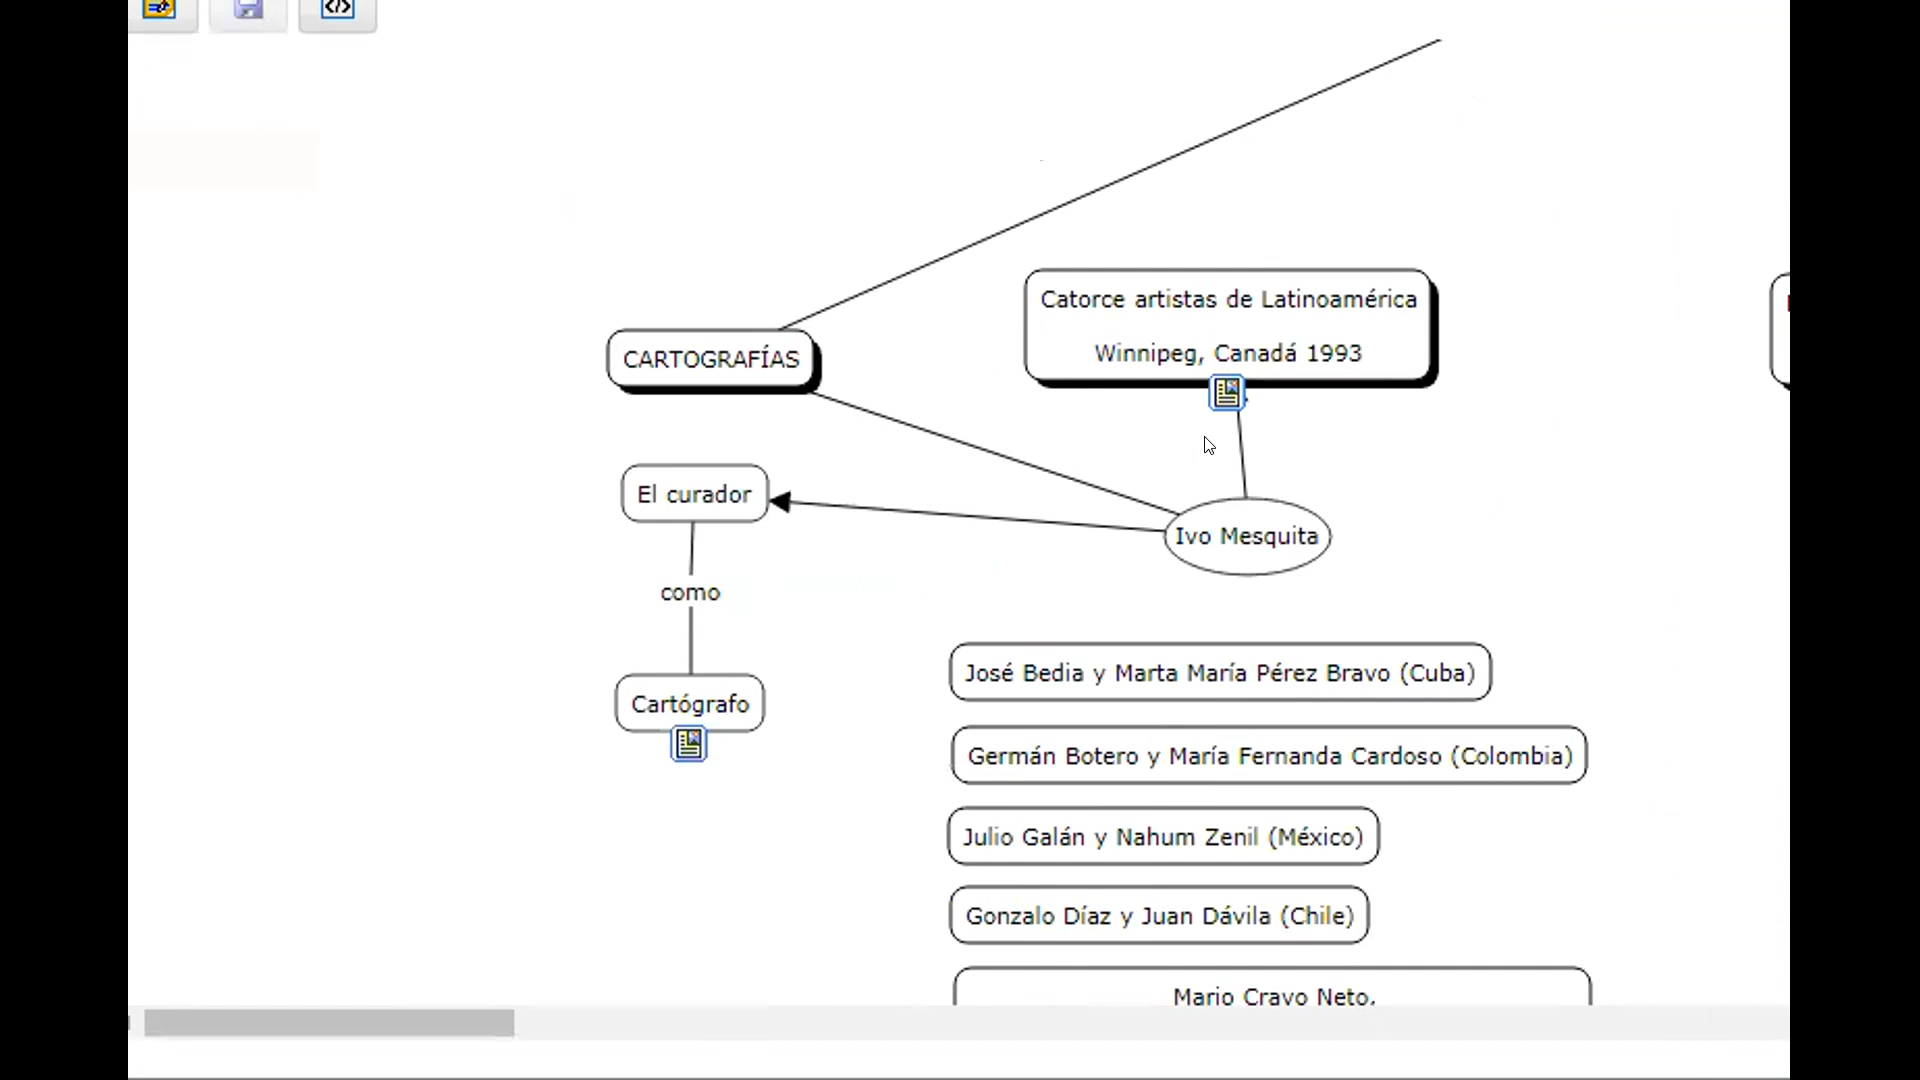 Catorce artistas de Latinoamérica
Winnipeg, Canadá 1993
CARTOGRAFÍAS
El curador
Ivo Mesquita
como
Cartógrafo
José Bedia y Marta María Pérez Bravo (Cuba)
Germán Botero y María Fernanda Cardoso (Colombia)
Julio Galán y Nahum Zenil (México)
Gonzalo Díaz y Juan Dávila (Chile)
Mario Cravo Neto,